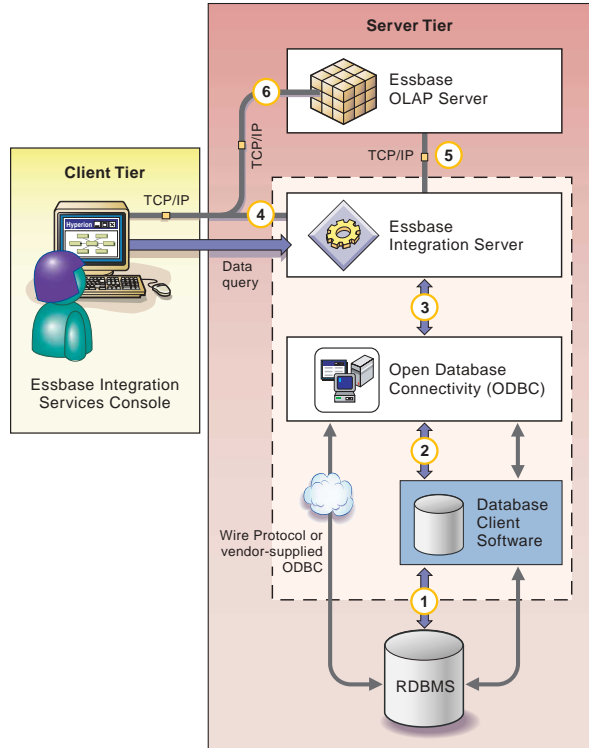 Server Tier
6
Essbase
OLAP Server
TCP/IP
TCP/IP
5
Client Tier
TCP/IP
4
Hyperion
Essbase
Integration Server
Data
query
3
Essbase Integration
Services Console
Open Database
Connectivity (ODBC)
2
Wire Protocol or
vendor-supplied
ODBC
Database
Client
Software
1
RDBMS